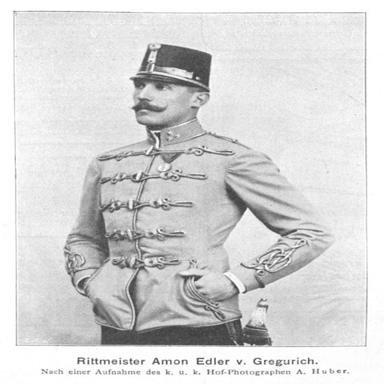 Rittmeister Amon Edler v. Gregurich.
Nach einer Aufnahme des k. u. k. Hof-Photographen A. Huber.